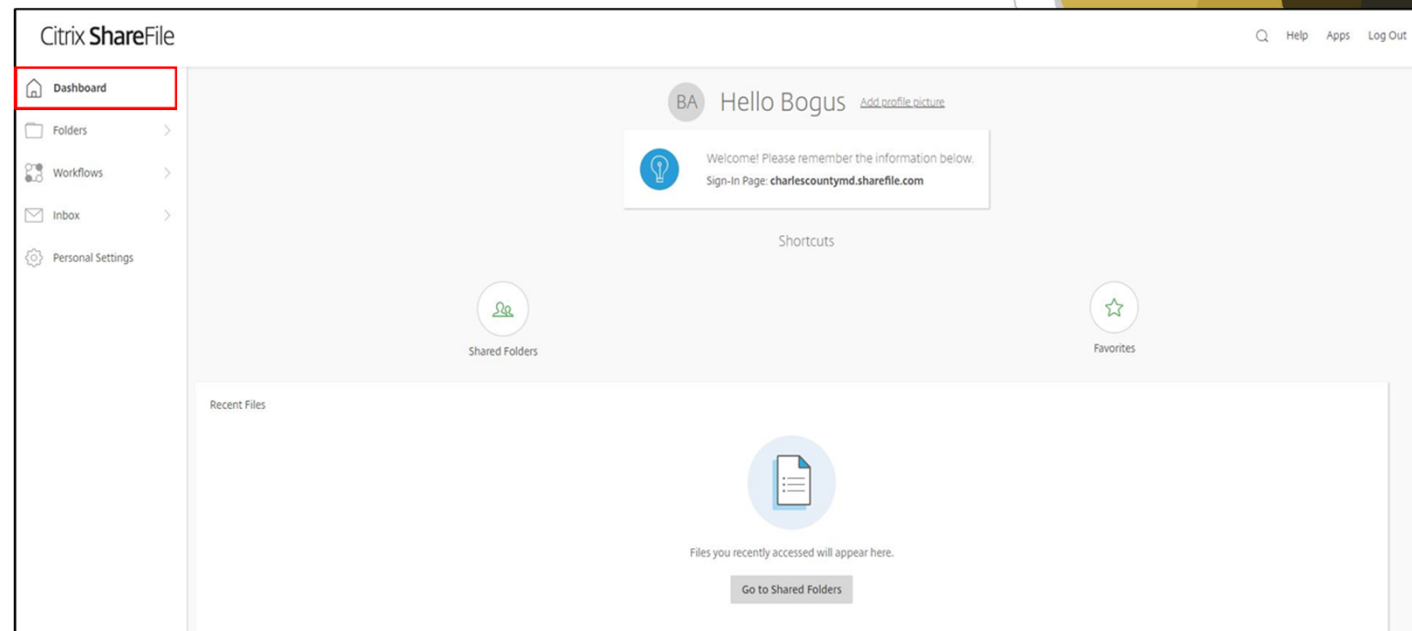 Citrix ShareFile
Help Apps Log Out
Dashboard
Folders
Workflows
Inbox
Personal Settings
BA Hello Bogus Add profile picture
Welcome! Please remember the information below.
Sign-In Page: charlescountymd.sharefile.com
Shortcuts
Shared Folders
Favorites
Recent Files
Files you recently accessed will appear here.
Go to Shared Folders